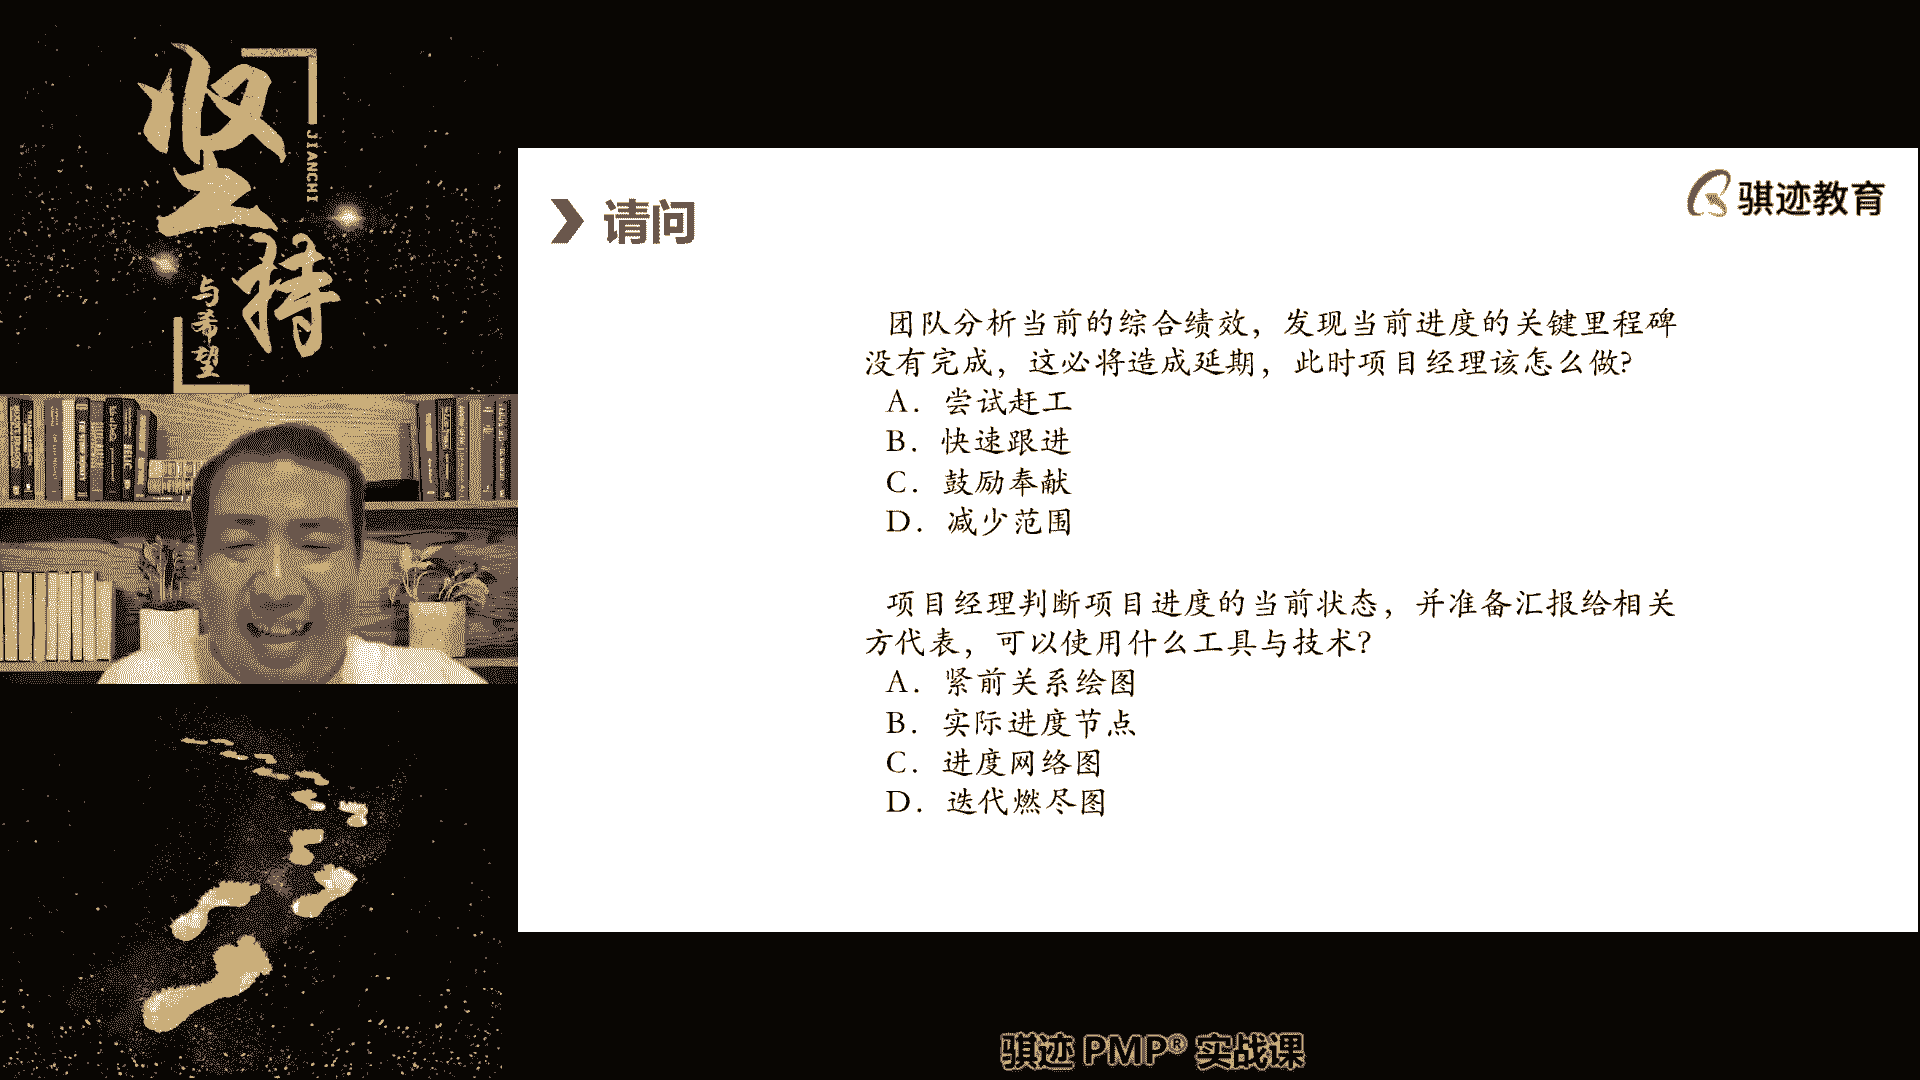 坚持
JIANCHI
与希望
请问
骐迹教育
团队分析当前的综合绩效，发现当前进度的关键里程碑
没有完成，这必将造成延期，此时项目经理该怎么做?
A. 尝试赶工
B. 快速跟进
C. 鼓励奉献
D. 减少范围
项目经理判断项目进度的当前状态，并准备汇报给相关
方代表，可以使用什么工具与技术?
A. 紧前关系绘图
B. 实际进度节点
C. 进度网络图
D. 迭代燃尽图
骐迹 PMP® 实战课